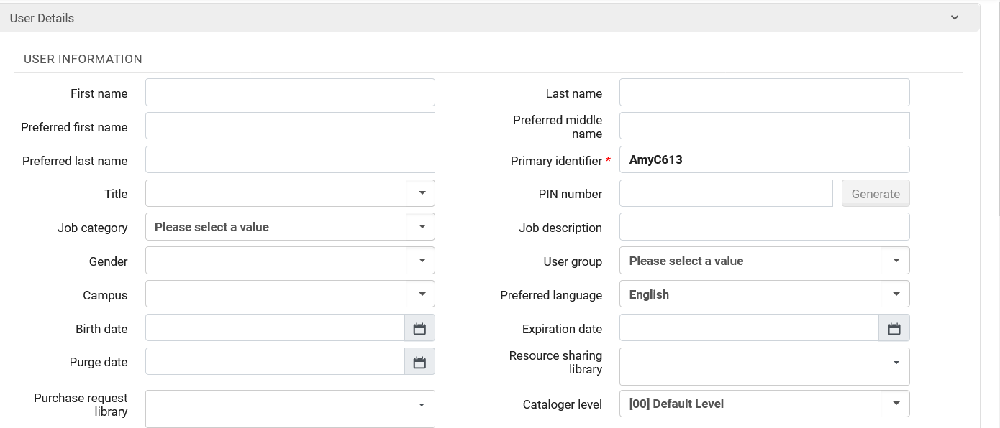 User Details
USER INFORMATION
First name
Last name
Preferred first name
Preferred middle
name
Preferred last name
Primary identifier * AmyC613
Title
PIN number Generate
Job category Please select a value
Job description
Gender
User group Please select a value
Campus
Preferred language English
Birth date
Expiration date
Purge date
Resource sharing
library
Purchase request
library
Cataloger level [00] Default Level